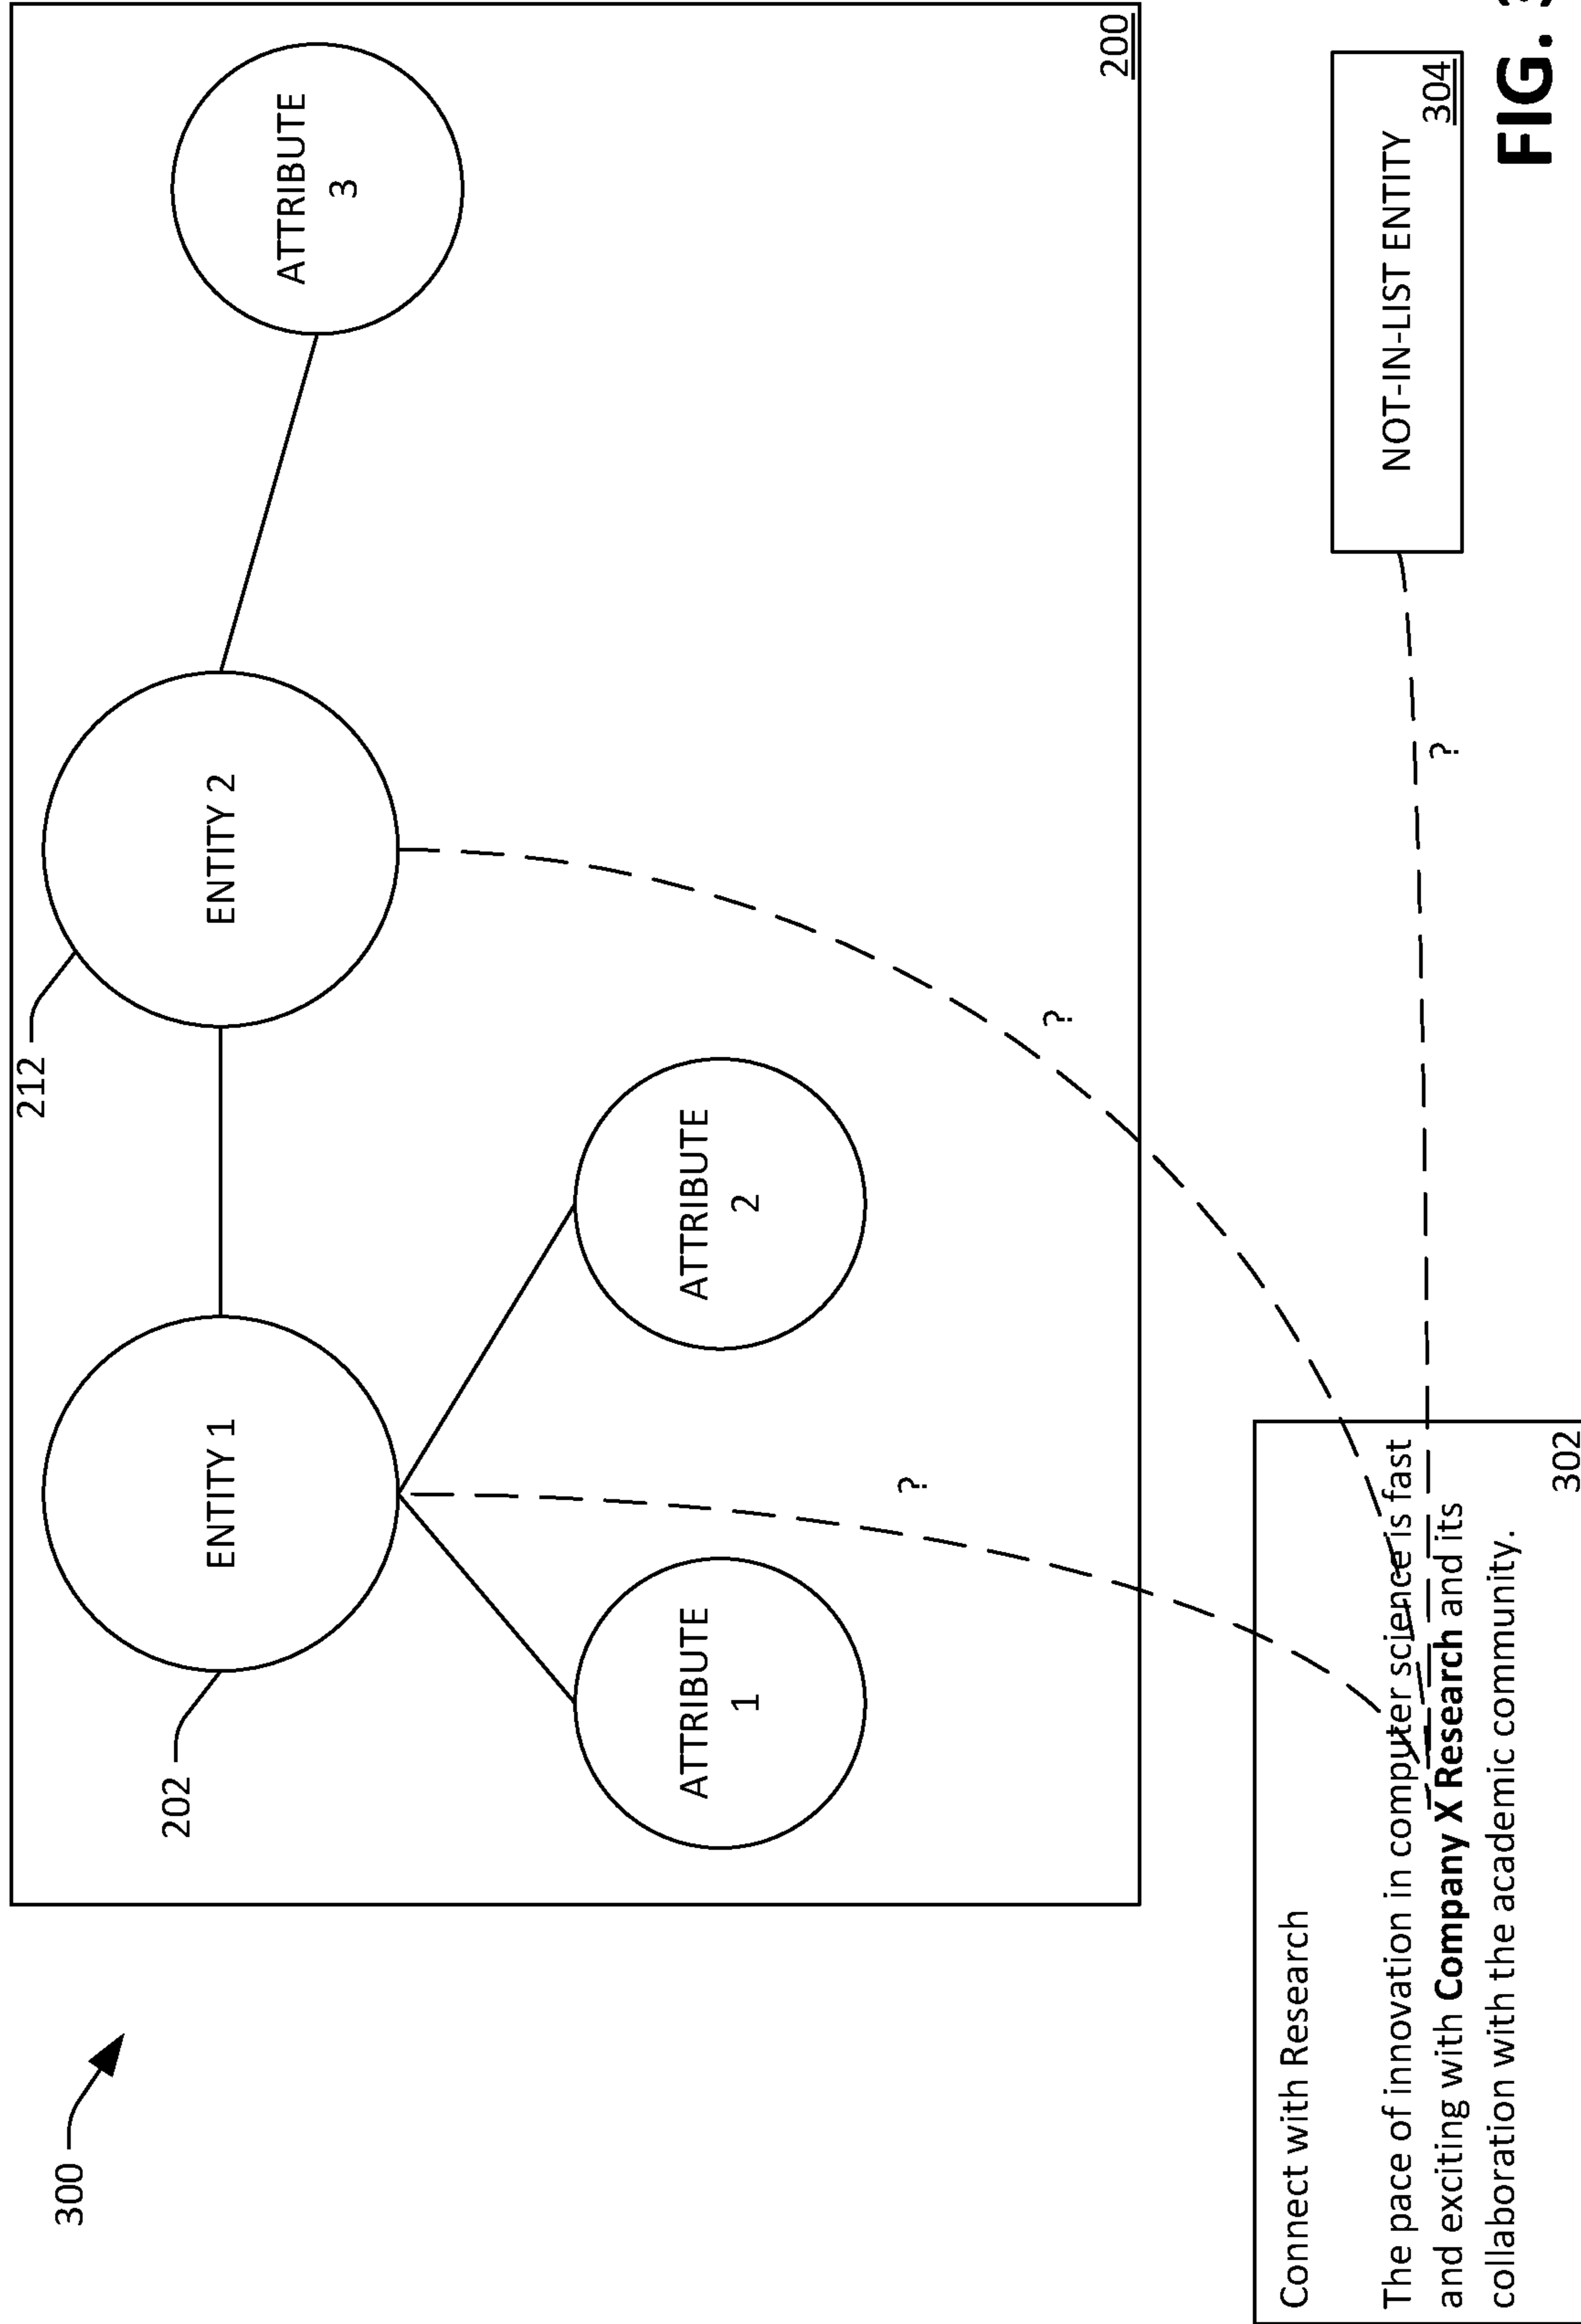 300
202
ENTITY 1
212
ENTITY 2
ATTRIBUTE
3
ATTRIBUTE
1
ATTRIBUTE
2
?
?
200
Connect with Research
The pace of innovation in computer science is fast
and exciting with Company X Research and its
collaboration with the academic community.
302
?
NOT-IN-LIST ENTITY
304
FIG. 3